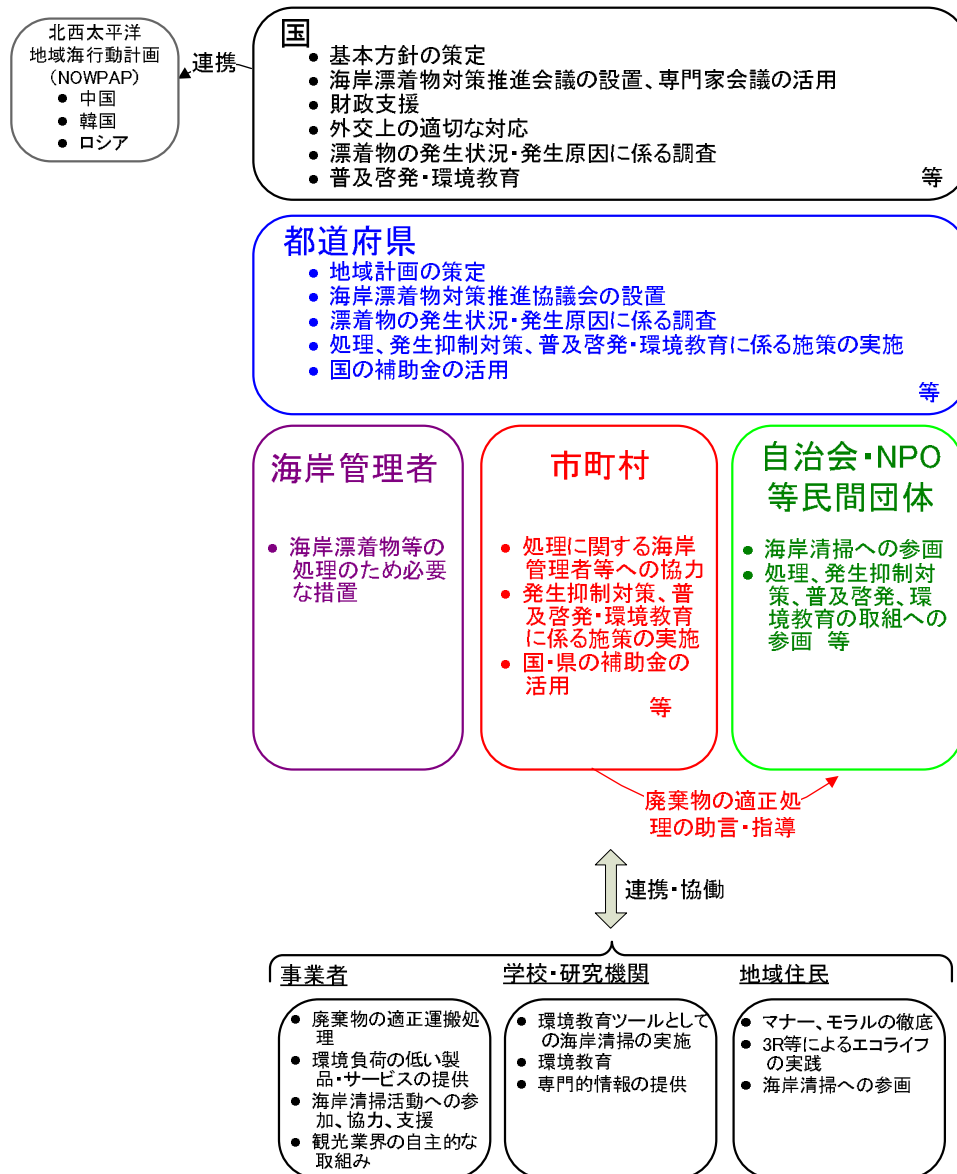 北西太平洋
地域海行動計画
(NOWPAP)
● 中国
● 韓国
● ロシア
連携
国
● 基本方針の策定
● 海岸漂着物対策推進会議の設置、専門家会議の活用
● 財政支援
● 外交上の適切な対応
● 漂着物の発生状況・発生原因に係る調査
● 普及啓発・環境教育
等
都道府県
● 地域計画の策定
● 海岸漂着物対策推進協議会の設置
● 漂着物の発生状況・発生原因に係る調査
● 処理、発生抑制対策、普及啓発・環境教育に係る施策の実施
● 国の補助金の活用
等
海岸管理者
● 海岸漂着物等の
処理のため必要
な措置
市町村
● 処理に関する海岸
管理者等への協力
● 発生抑制対策、普
及啓発・環境教育
に係る施策の実施
● 国・県の補助金の
活用
等
自治会・NPO
等民間団体
● 海岸清掃への参画
● 処理、発生抑制対
策、普及啓発、環
境教育の取組への
参画 等
廃棄物の適正処
理の助言・指導
連携・協働
事業者
● 廃棄物の適正運搬処
理
● 環境負荷の低い製
品・サービスの提供
● 海岸清掃活動への参
加、協力、支援
● 観光業界の自主的な
取組み
学校・研究機関
● 環境教育ツールとして
の海岸清掃の実施
● 環境教育
● 専門的情報の提供
地域住民
● マナー、モラルの徹底
● 3R等によるエコライフ
の実践
● 海岸清掃への参画